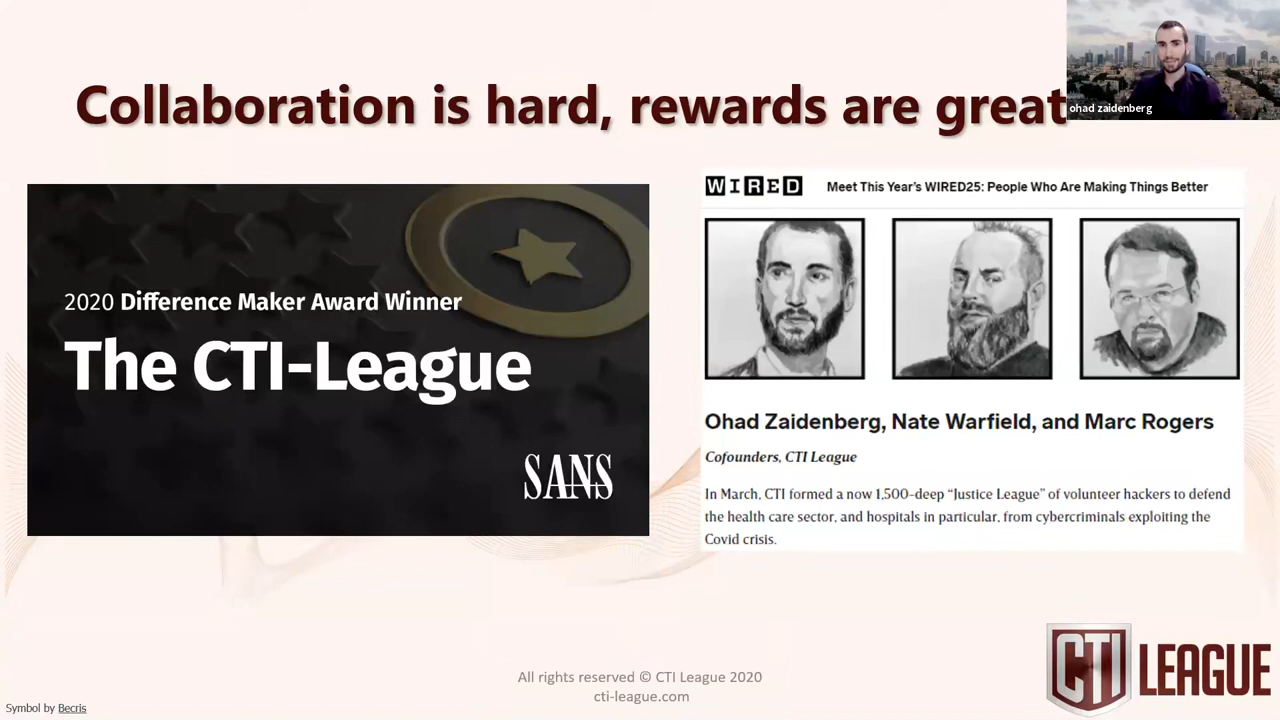 Collaboration is hard, rewards are great
ohad zaidenberg
2020 Difference Maker Award Winner
The CTI-League
SANS
WIRED
Meet This Year's WIRED25: People Who Are Making Things Better
Ohad Zaidenberg, Nate Warfield, and Marc Rogers
Cofounders, CTI League
In March, CTI formed a now 1,500-deep “Justice League” of volunteer hackers to defend
the health care sector, and hospitals in particular, from cybercriminals exploiting the
Covid crisis.
All rights reserved © CTI League 2020
cti-league.com
Symbol by Becris
CTI LEAGUE